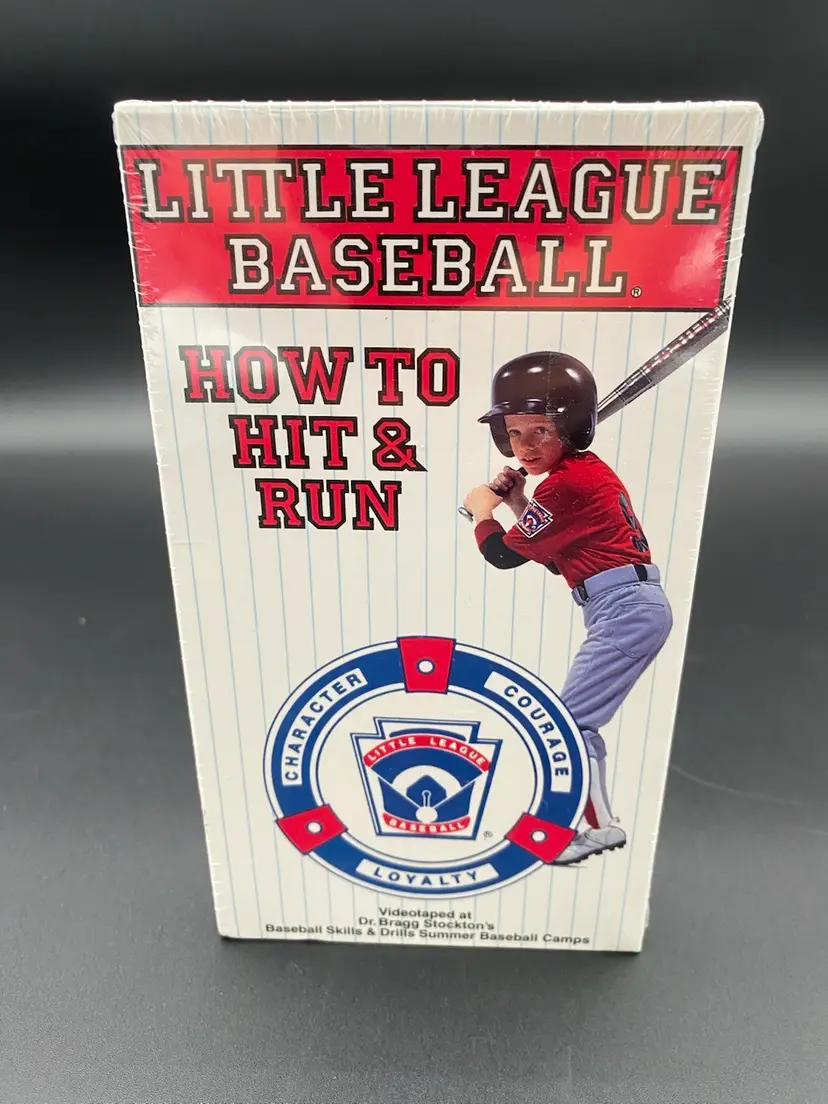 LITTLE LEAGUE
BASEBALL®
HOW TO
HIT &
RUN
CHARACTER
COURAGE
LITTLE LEAGUE
BASEBALL
®
LOYALTY
Videotaped at
Dr. Bragg Stockton's
Baseball Skills & Drills Summer Baseball Camps